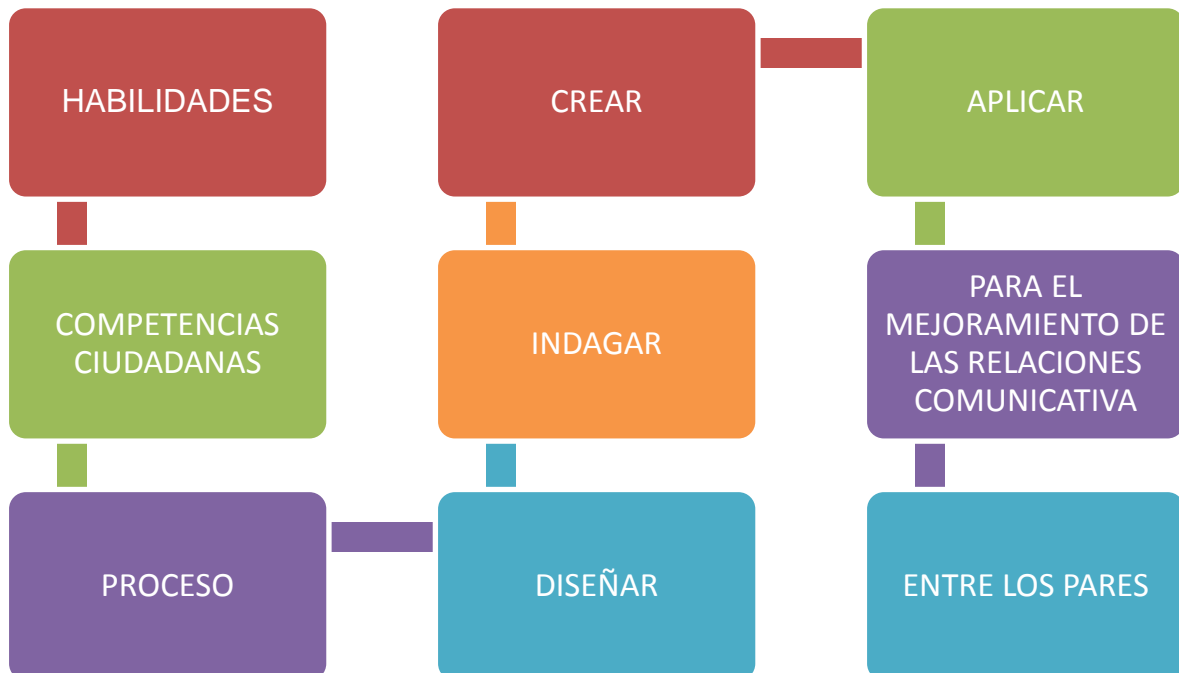 HABILIDADES
COMPETENCIAS
CIUDADANAS
PROCESO
DISEÑAR
INDAGAR
CREAR
APLICAR
PARA EL
MEJORAMIENTO DE
LAS RELACIONES
COMUNICATIVA
ENTRE LOS PARES